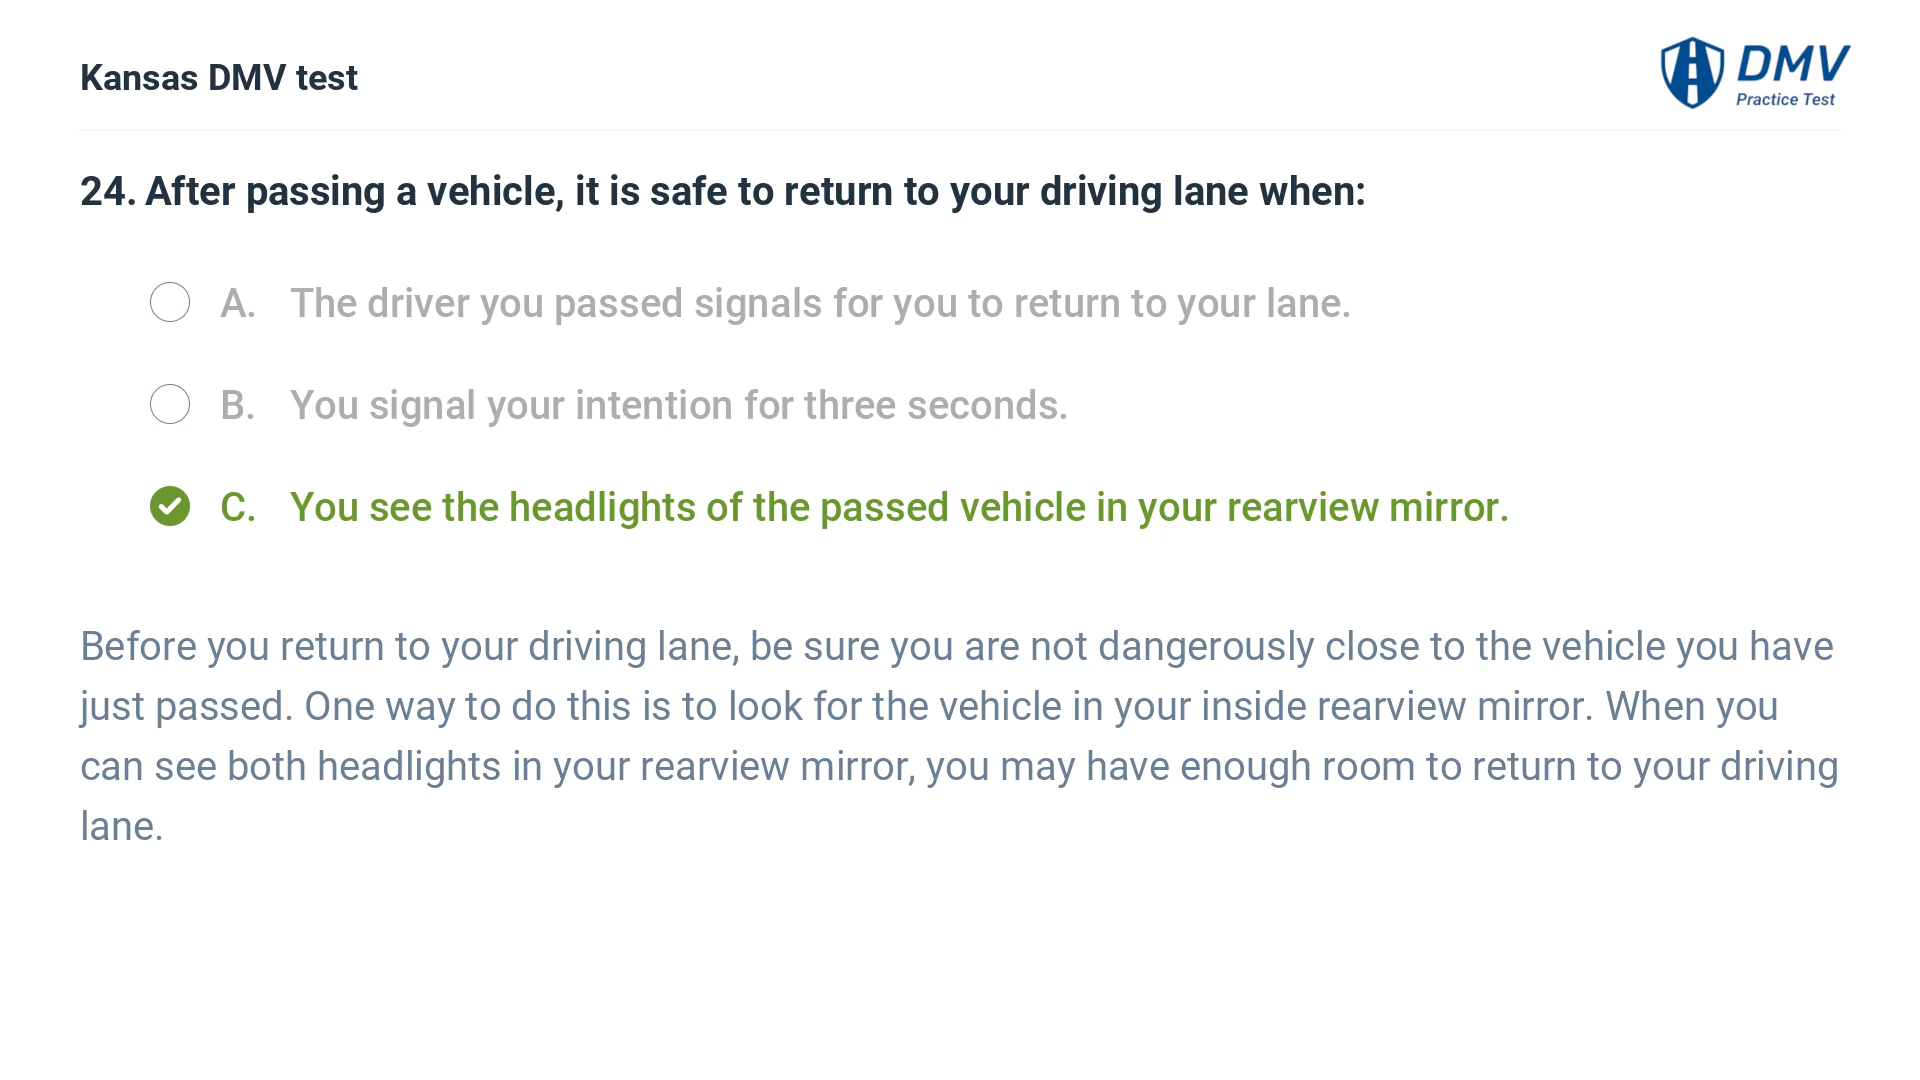 Kansas DMV test
DMV
Practice Test
24. After passing a vehicle, it is safe to return to your driving lane when:
A. The driver you passed signals for you to return to your lane.
B. You signal your intention for three seconds.
C. You see the headlights of the passed vehicle in your rearview mirror.
Before you return to your driving lane, be sure you are not dangerously close to the vehicle you have
just passed. One way to do this is to look for the vehicle in your inside rearview mirror. When you
can see both headlights in your rearview mirror, you may have enough room to return to your driving
lane.